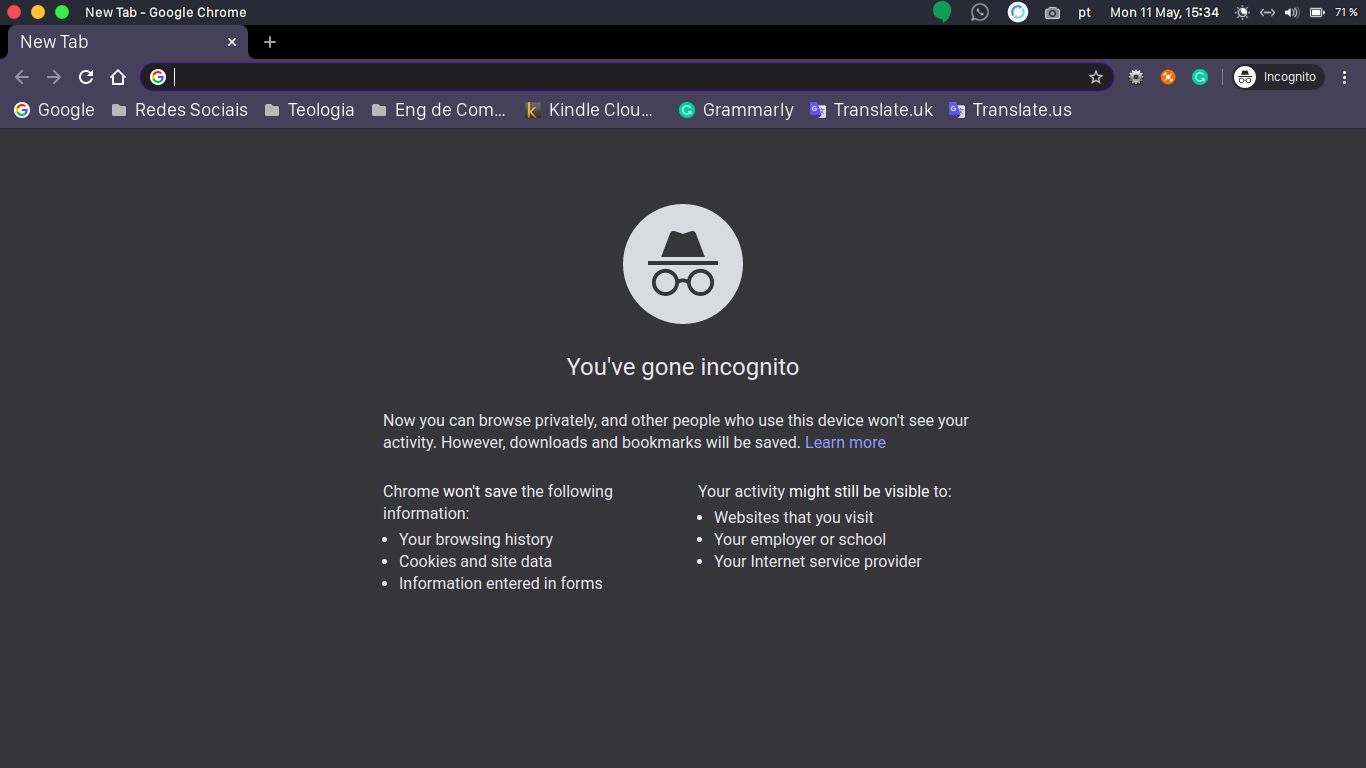 New Tab - Google Chrome
pt
Mon 11 May, 15:34
71 %
New Tab
Incognito
Google
Redes Sociais
Teologia
Eng de Com...
Kindle Clou...
Grammarly
Translate.uk
Translate.us
You've gone incognito
Now you can browse privately, and other people who use this device won't see your
activity. However, downloads and bookmarks will be saved. Learn more
Chrome won't save the following
information:
Your browsing history
Cookies and site data
Information entered in forms
Your activity might still be visible to:
Websites that you visit
Your employer or school
Your Internet service provider